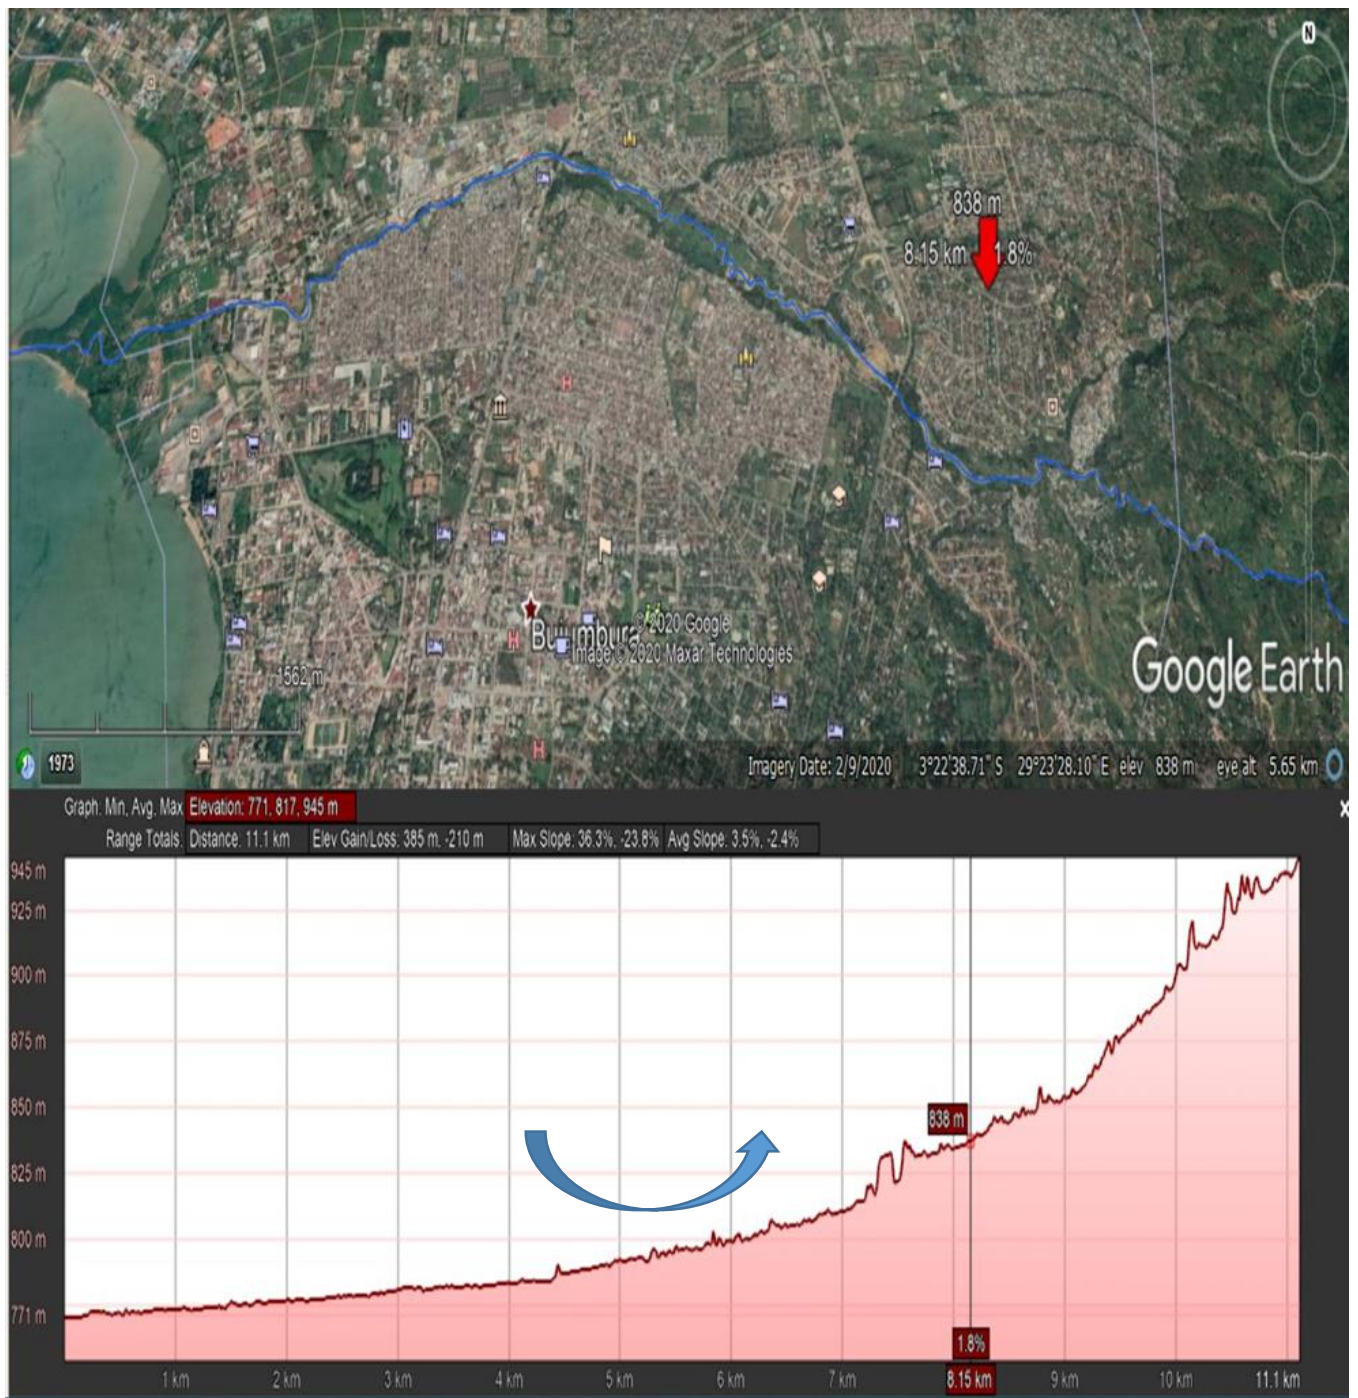 N
838 m
8.15 km 1.8%
Bujumbura
© 2020 Google
Image © 2020 Maxar Technologies
1562 m
Google Earth
1973
Imagery Date: 2/9/2020 3°22'38.71" S 29°23'28.10" E elev 838 m eye alt 5.65 km
Graph: Min, Avg, Max Elevation: 771, 817, 945 m
Range Totals: Distance: 11.1 km Elev Gain/Loss: 385 m, -210 m Max Slope: 36.3%, -23.8% Avg Slope: 3.5%, -2.4%
945 m
925 m
900 m
875 m
850 m
838 m
825 m
800 m
771 m
1.8%
1 km 2 km 3 km 4 km 5 km 6 km 7 km 8.15 km 9 km 10 km 11.1 km